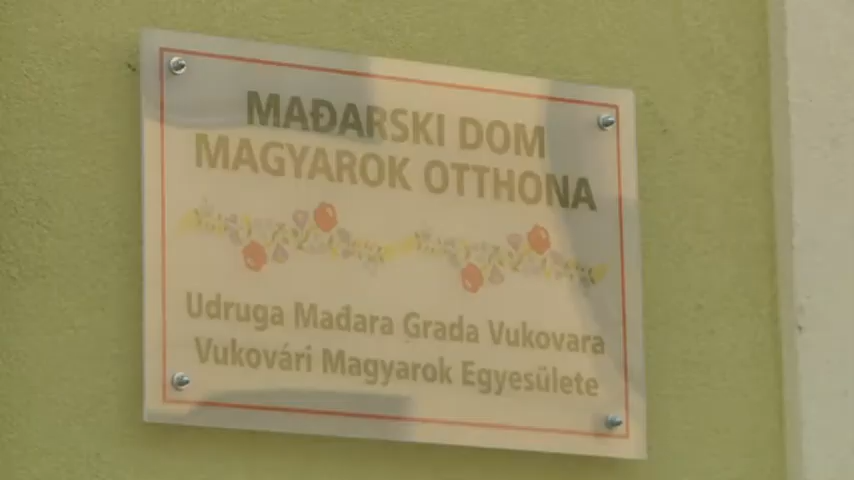 MAĐARSKI DOM
MAGYAROK OTTHONA
Udruga Mađara Grada Vukovara
Vukovári Magyarok Egyesülete